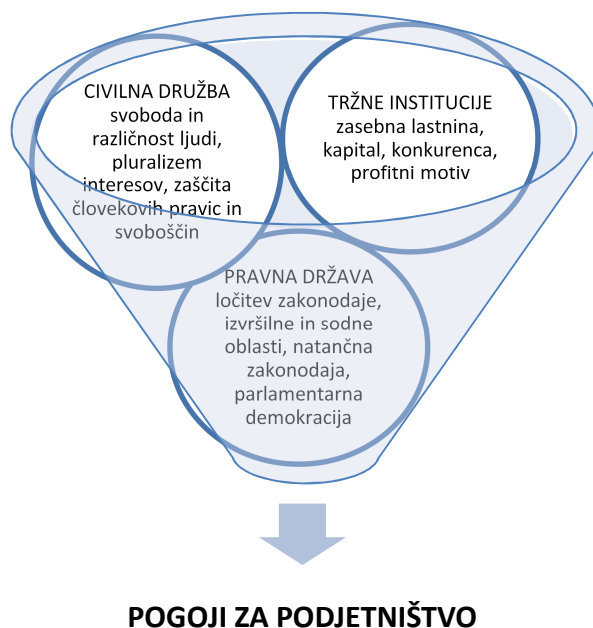 CIVILNA DRUŽBA
svoboda in
različnost ljudi,
pluralizem
interesov, zaščita
človekovih pravic in
svoboščin
TRŽNE INSTITUCIJE
zasebna lastnina,
kapital, konkurenca,
profitni motiv
PRAVNA DRŽAVA
ločitev zakonodaje,
izvršilne in sodne
oblasti, natančna
zakonodaja,
parlamentarna
demokracija
POGOJI ZA PODJETNIŠTVO